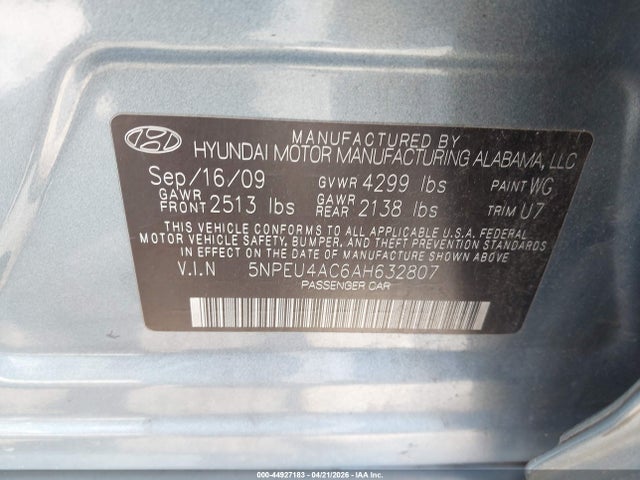 MANUFACTURED BY
HYUNDAI MOTOR MANUFACTURING ALABAMA, LLC
Sep/16/09 GVWR 4299 lbs PAINT WG
GAWR FRONT 2513 lbs GAWR REAR 2138 lbs TRIM U7
THIS VEHICLE CONFORMS TO ALL APPLICABLE U.S.A. FEDERAL
MOTOR VEHICLE SAFETY, BUMPER, AND THEFT PREVENTION STANDARDS
IN EFFECT ON THE DATE OF MANUFACTURE SHOWN ABOVE.
V.I.N 5NPEU4AC6AH632807
PASSENGER CAR
000-44927183 - 04/21/2026 - IAA Inc.